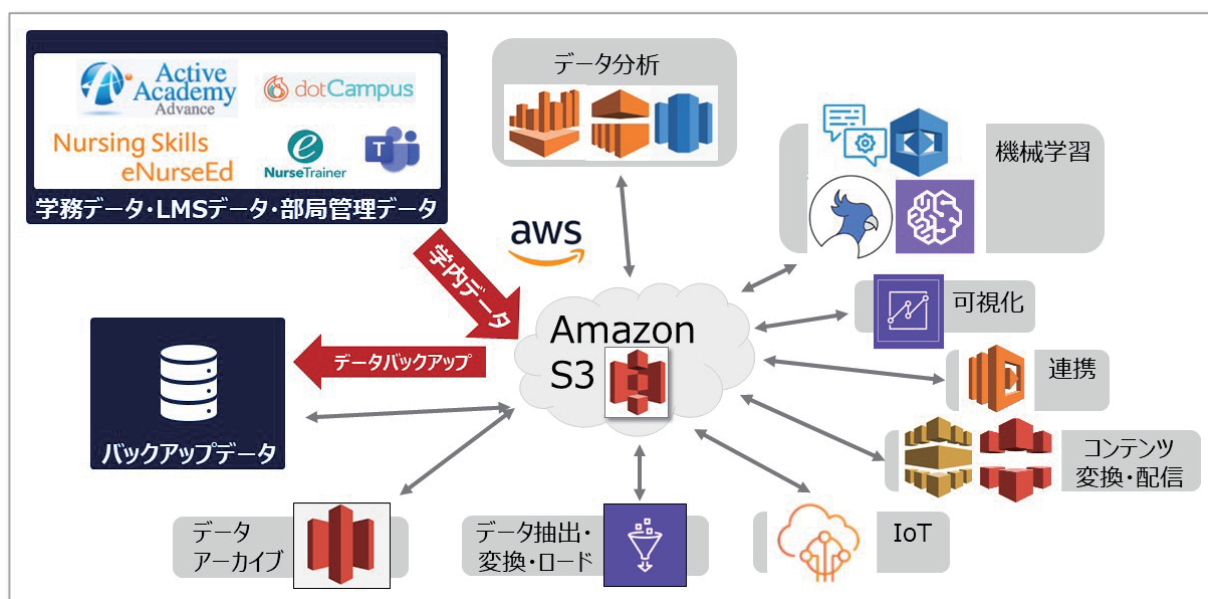 Active
Academy
Advance
dotCampus
Nursing Skills
eNurseEd
e
NurseTrainer
T
学務データ・LMSデータ・部局管理データ
データ分析
機械学習
aws
学内データ
可視化
Amazon
S3
データバックアップ
連携
バックアップデータ
コンテンツ
変換・配信
データ
アーカイブ
データ抽出・
変換・ロード
IoT